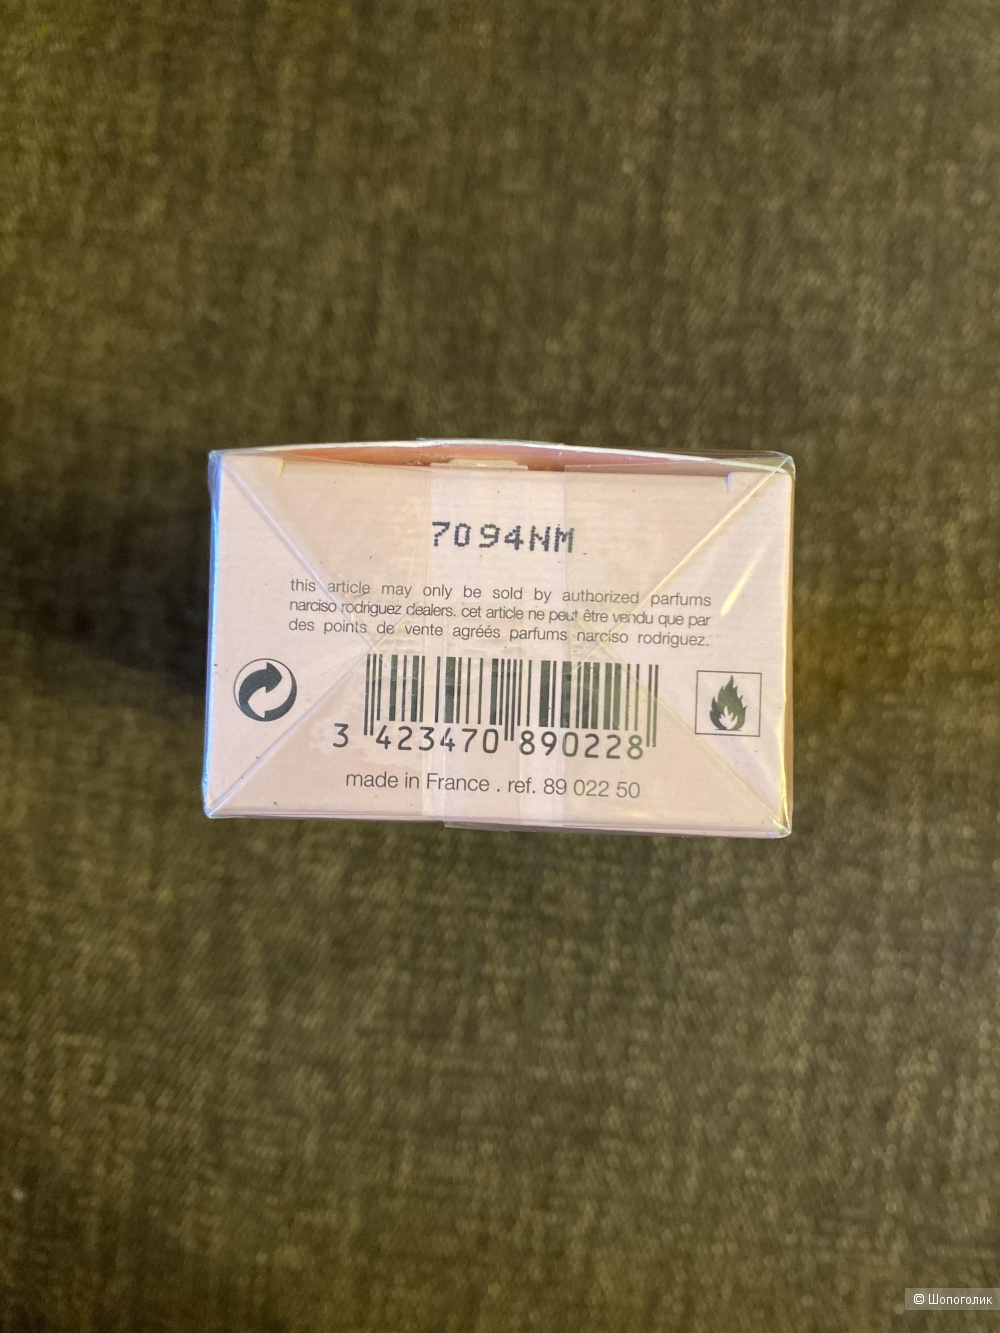 7094NM
this article may only be sold by authorized parfums
narciso rodriguez dealers. cet article ne peut être vendu que par
des points de vente agréés parfums narciso rodriguez.
3 423470 890228
made in France . ref. 89 022 50
© Шопоголик